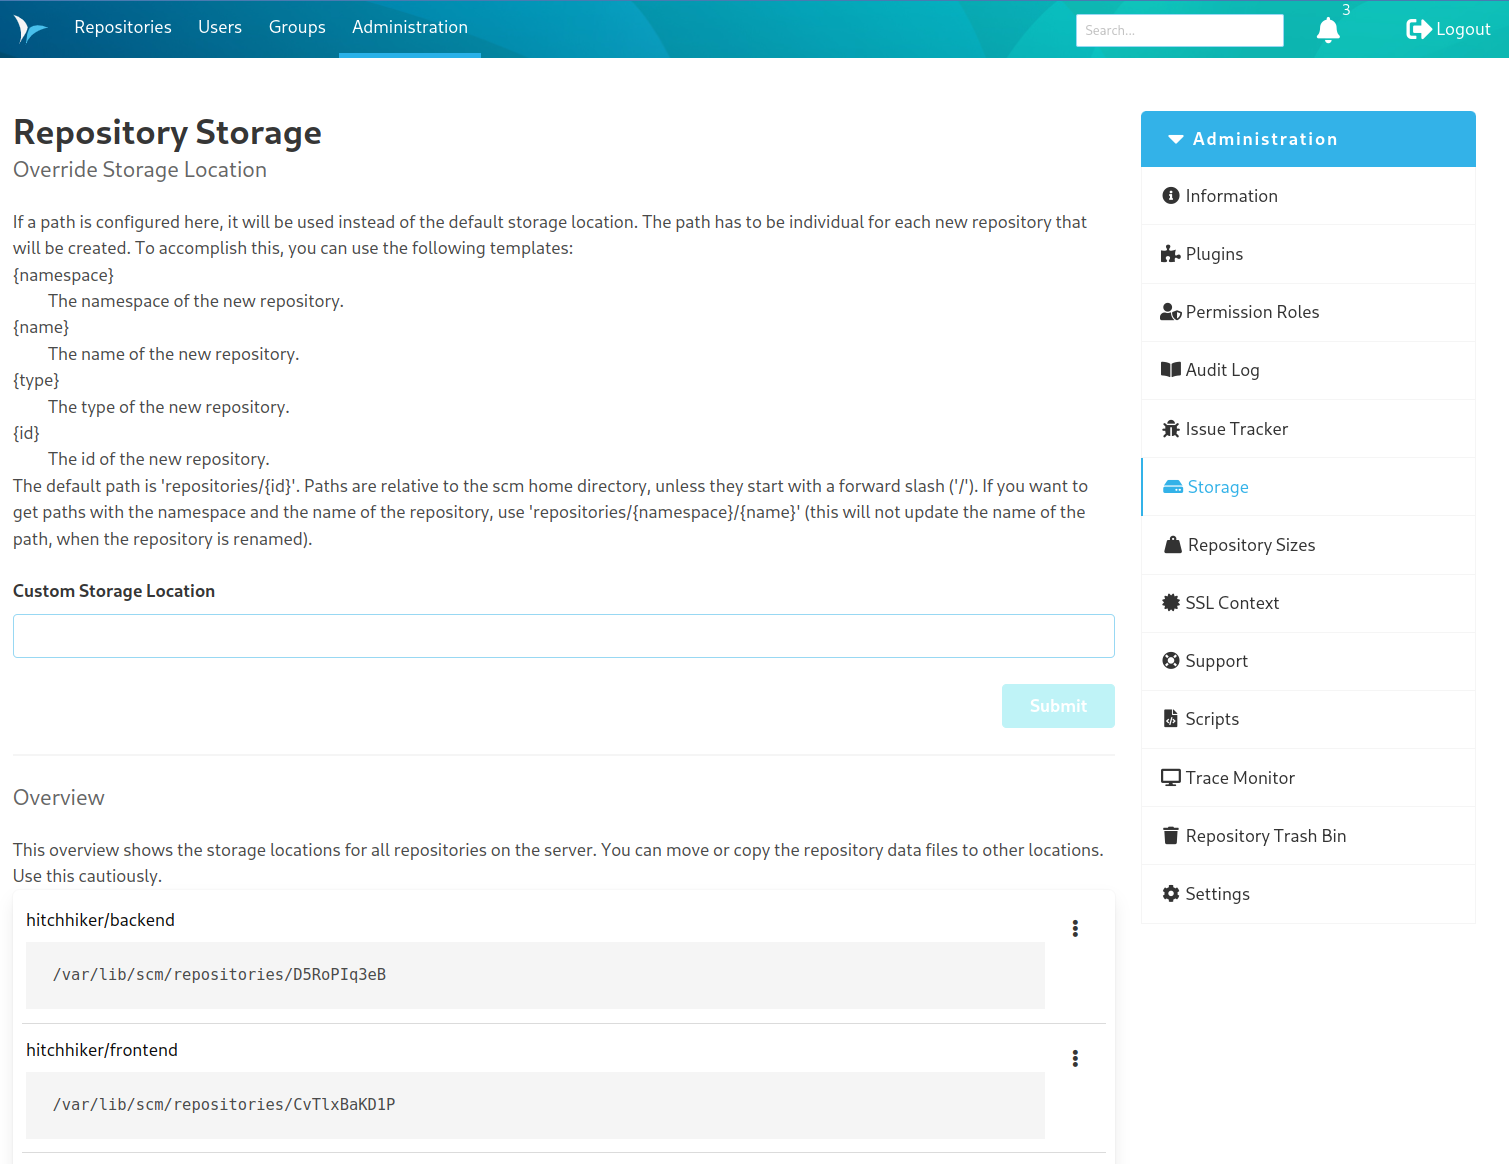 Repositories Users Groups Administration Search... 3 Logout
Repository Storage
Override Storage Location
If a path is configured here, it will be used instead of the default storage location. The path has to be individual for each new repository that
will be created. To accomplish this, you can use the following templates:
{namespace}
The namespace of the new repository.
{name}
The name of the new repository.
{type}
The type of the new repository.
{id}
The id of the new repository.
The default path is 'repositories/{id}'. Paths are relative to the scm home directory, unless they start with a forward slash ('/'). If you want to
get paths with the namespace and the name of the repository, use 'repositories/{namespace}/{name}' (this will not update the name of the
path, when the repository is renamed).
Custom Storage Location
Submit
Overview
This overview shows the storage locations for all repositories on the server. You can move or copy the repository data files to other locations.
Use this cautiously.
hitchhiker/backend
/var/lib/scm/repositories/D5RoPIq3eB
hitchhiker/frontend
/var/lib/scm/repositories/CvTlxBaKD1P
Administration
Information
Plugins
Permission Roles
Audit Log
Issue Tracker
Storage
Repository Sizes
SSL Context
Support
Scripts
Trace Monitor
Repository Trash Bin
Settings